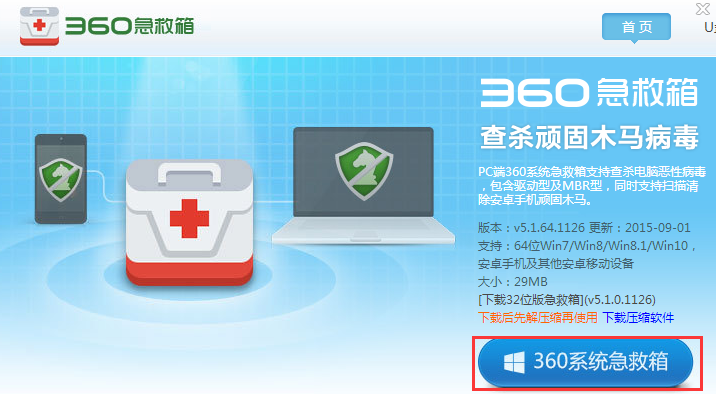 360急救箱
首页
360急救箱
查杀顽固木马病毒
PC端360系统急救箱支持查杀电脑恶性病毒
，包含驱动型及MBR型，同时支持扫描清
除安卓手机顽固木马。
版本：v5.1.64.1126 更新：2015-09-01
支持：64位Win7/Win8/Win8.1/Win10，
安卓手机及其他安卓移动设备
大小：29MB
[下载32位版急救箱](v5.1.0.1126)
下载后先解压缩再使用 下载压缩软件
360系统急救箱